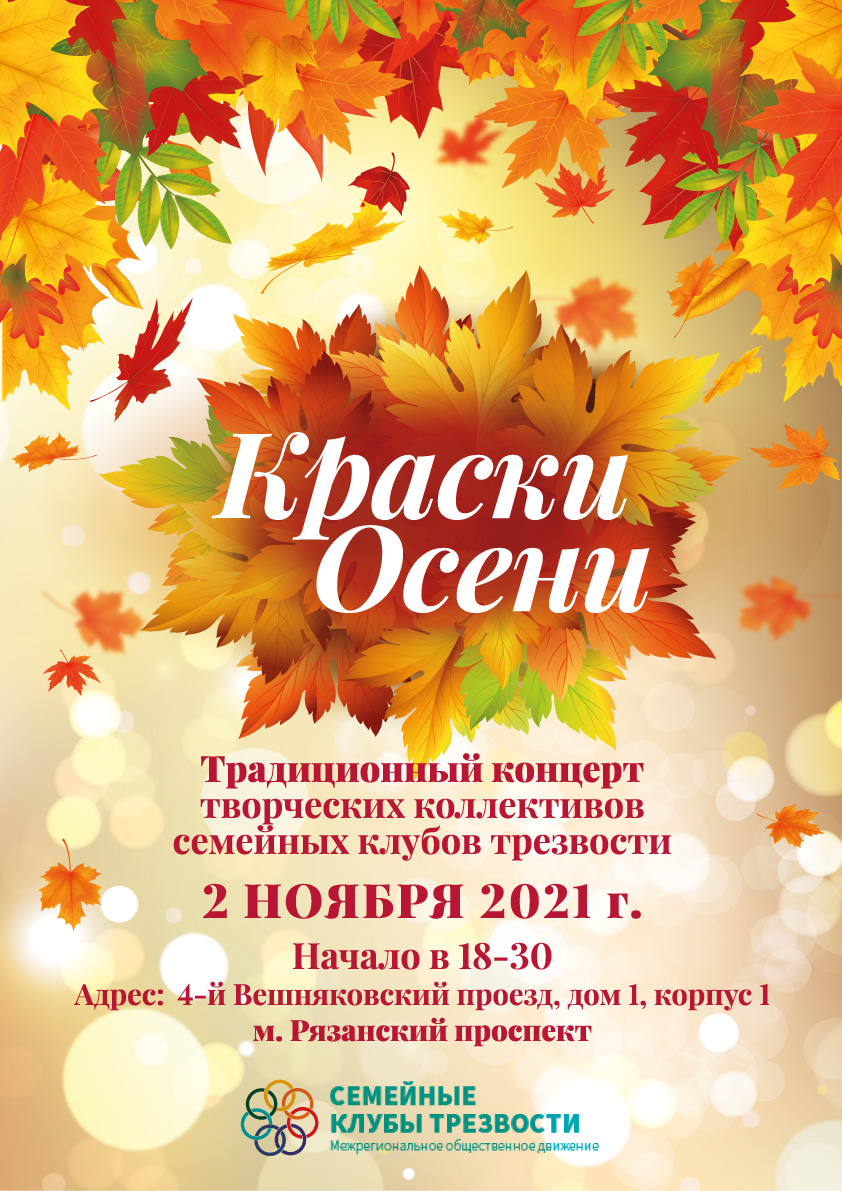 Краски
Осени
Традиционный концерт
творческих коллективов
семейных клубов трезвости
2 НОЯБРЯ 2021 г.
Начало в 18-30
Адрес: 4-й Вешняковский проезд, дом 1, корпус 1
м. Рязанский проспект
СЕМЕЙНЫЕ
КЛУБЫ ТРЕЗВОСТИ
Межрегиональное общественное движение